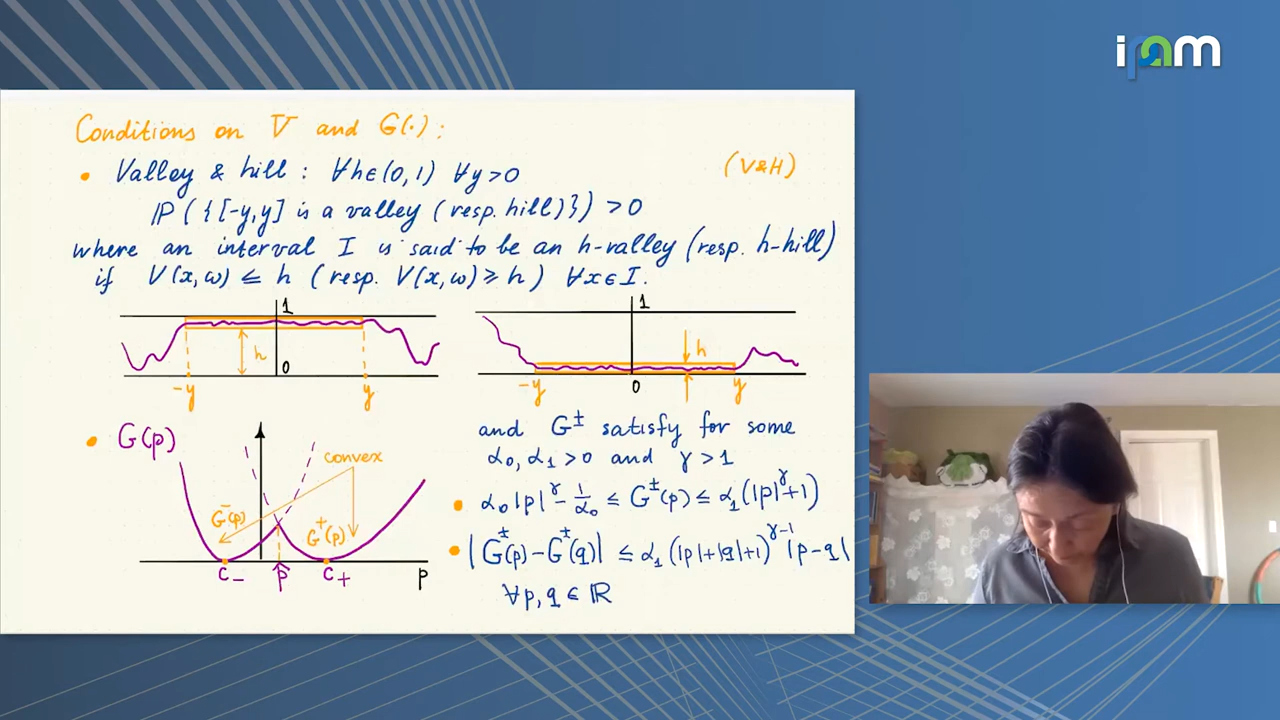 ipam
Conditions on V and G(·):
• Valley & hill: ∀h∈(0,1) ∀y>0 (V&H)
ℙ({[-y,y] is a valley (resp. hill)})>0
where an interval I is said to be an h-valley (resp. h-hill)
if V(x,ω) ≤ h (resp. V(x,ω) ≥ h) ∀x∈I.
1
h
0
-y y
1
h
-y 0 y
• G(p)
convex
G⁻(p) G⁺(p)
c₋ p̂ c₊ p
and G± satisfy for some
α₀, α₁ >0 and γ>1
• α₀|p|^γ - 1/α₀ ≤ G±(p) ≤ α₁(|p|^γ+1)
• |G±(p)-G±(q)| ≤ α₁(|p|+|q|+1)^{γ-1}|p-q|
∀p,q ∈ ℝ